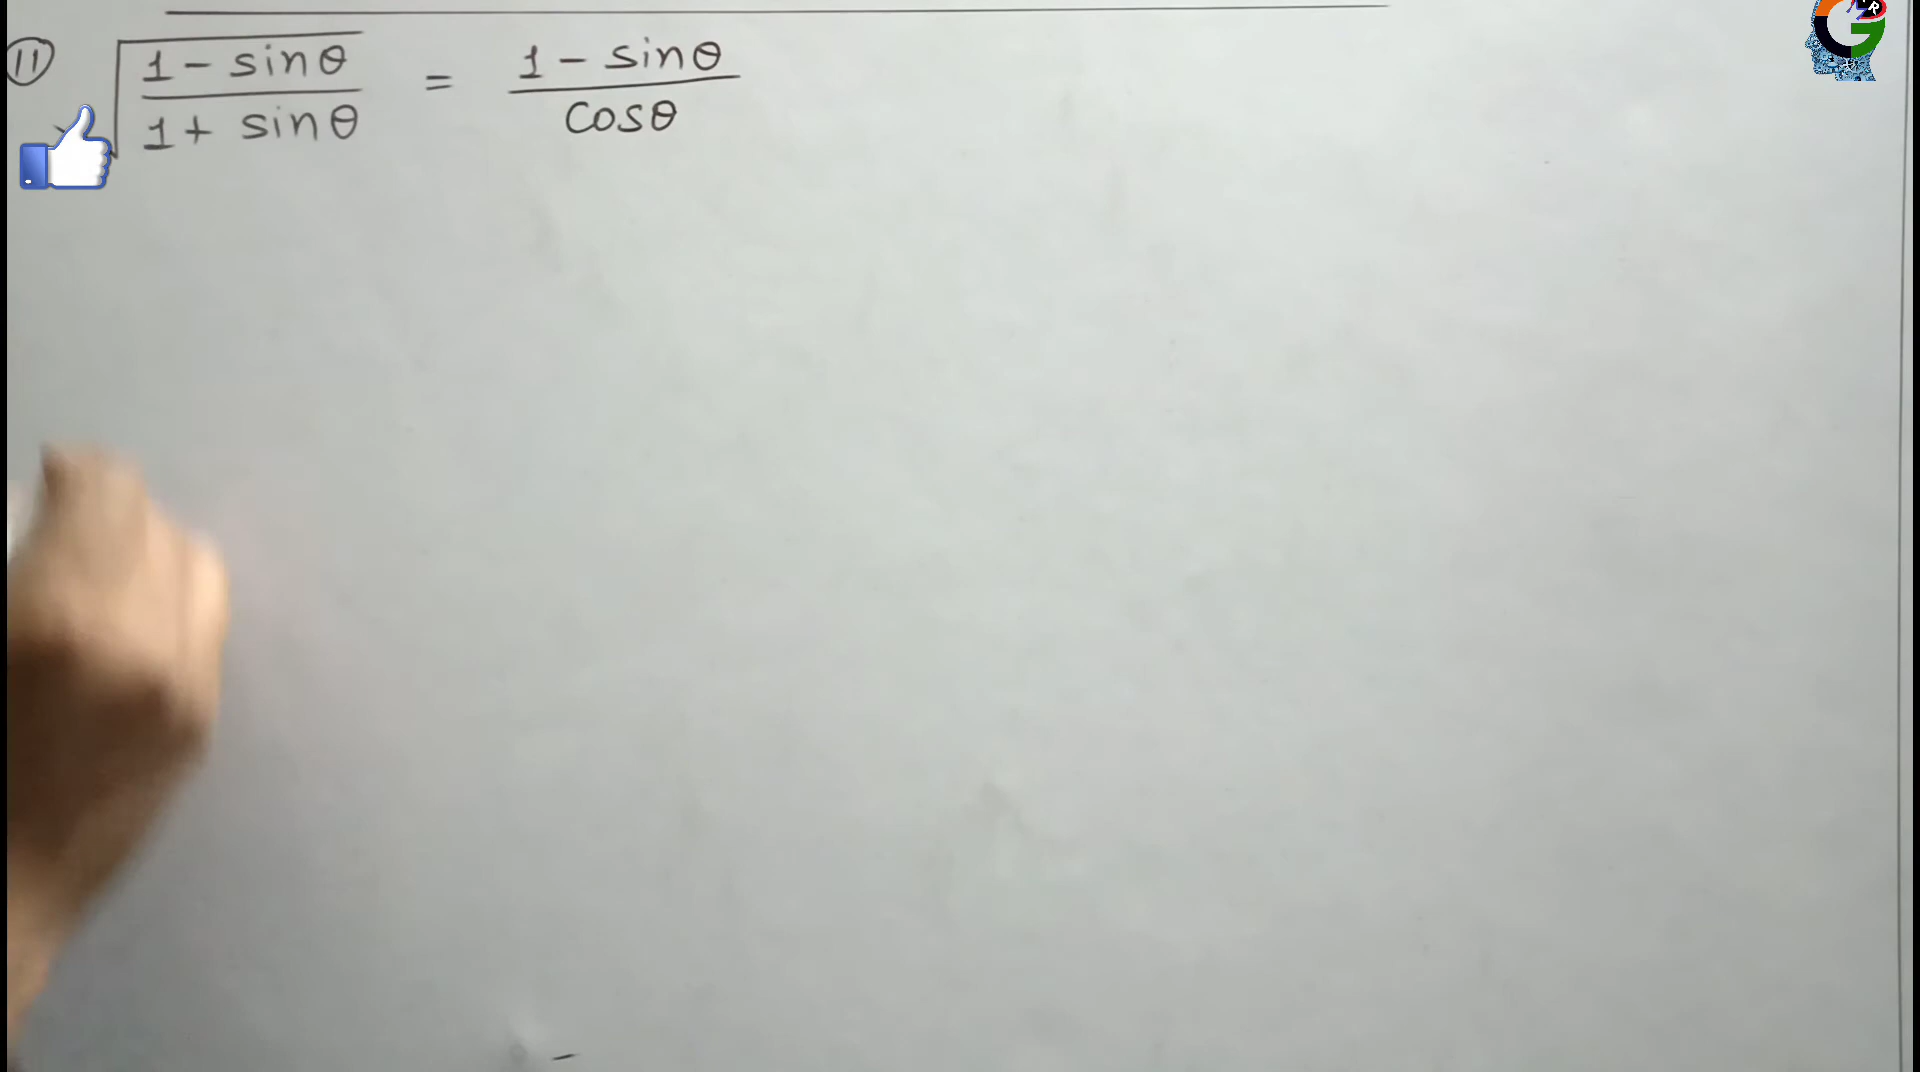 ⑪ √((1 - sinθ)/(1 + sinθ)) = (1 - sinθ)/cosθ